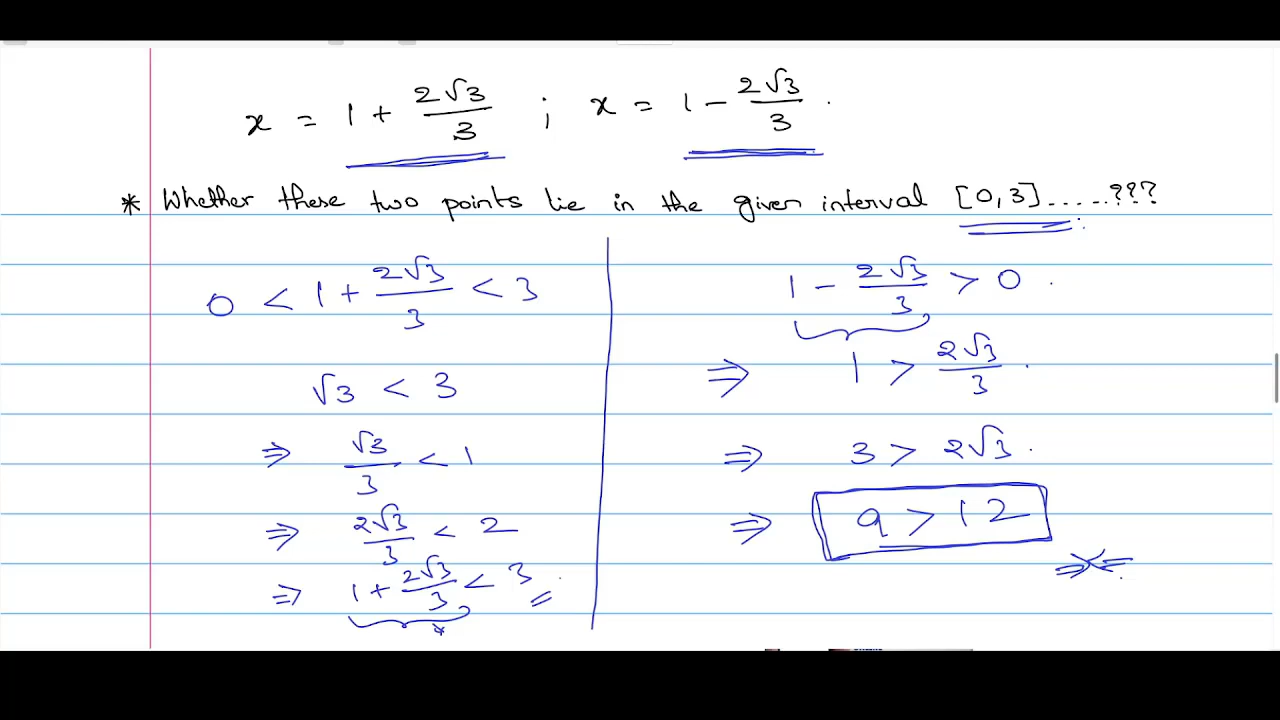 x = 1 + 2√3/3 ; x = 1 − 2√3/3 .
* Whether these two points lie in the given interval [0,3].....???
0 < 1 + 2√3/3 < 3
√3 < 3
⇒ √3/3 < 1
⇒ 2√3/3 < 2
⇒ 1 + 2√3/3 < 3
*
1 − 2√3/3 > 0 .
⇒ 1 > 2√3/3 .
⇒ 3 > 2√3 .
⇒ 9 > 12
⇒⇐